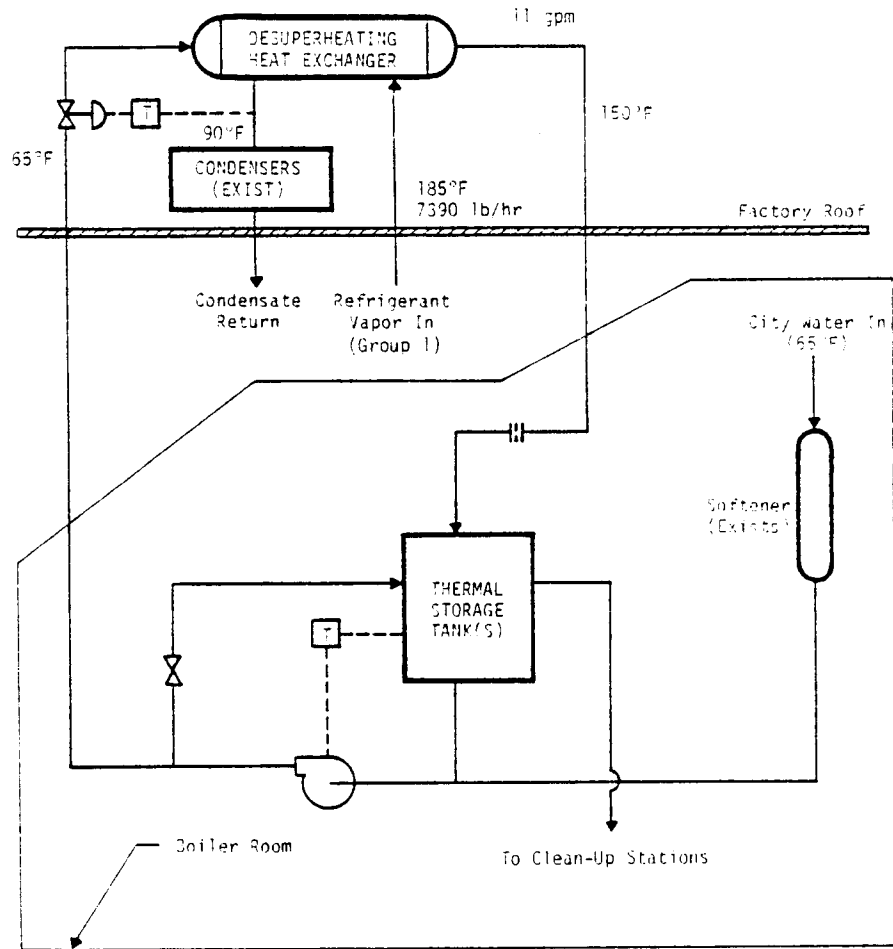 11 gpm
DESUPERHEATING
HEAT EXCHANGER
T
90°F
150°F
65°F
CONDENSERS
(EXIST)
185°F
7390 lb/hr
Factory Roof
Condensate
Return
Refrigerant
Vapor In
(Group 1)
City Water In
(65°F)
Softener
(Exists)
THERMAL
STORAGE
TANK(S)
T
Boiler Room
To Clean-Up Stations